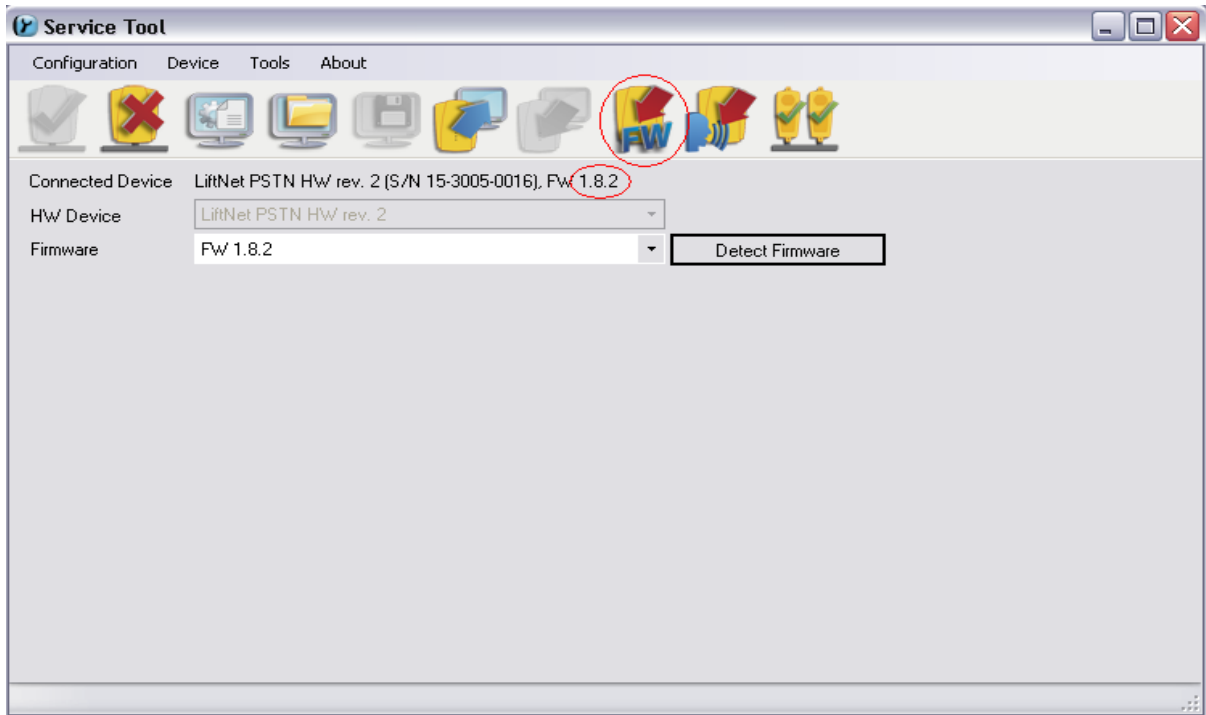 Service Tool
Configuration Device Tools About
FW
Connected Device LiftNet PSTN HW rev. 2 (S/N 15-3005-0016), FW 1.8.2
HW Device LiftNet PSTN HW rev. 2
Firmware FW 1.8.2 Detect Firmware